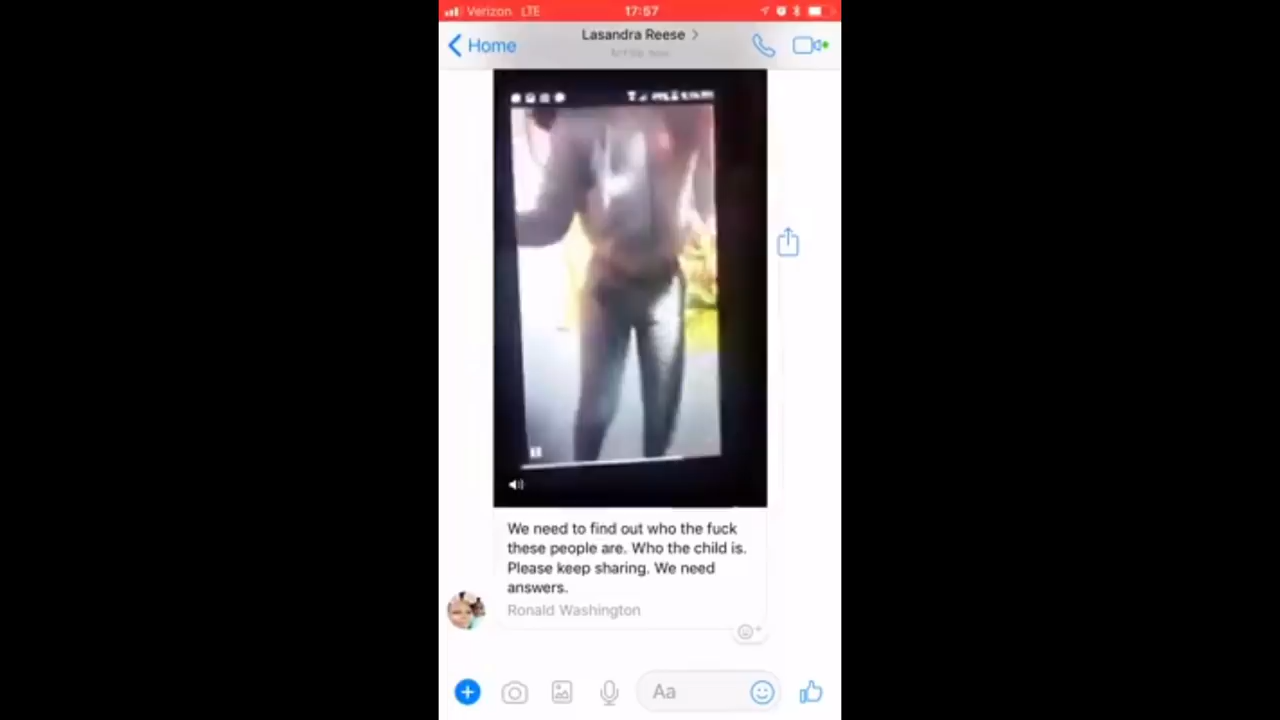 Verizon LTE 17:57
Lasandra Reese
Home
We need to find out who the fuck
these people are. Who the child is.
Please keep sharing. We need
answers.
Ronald Washington
Aa